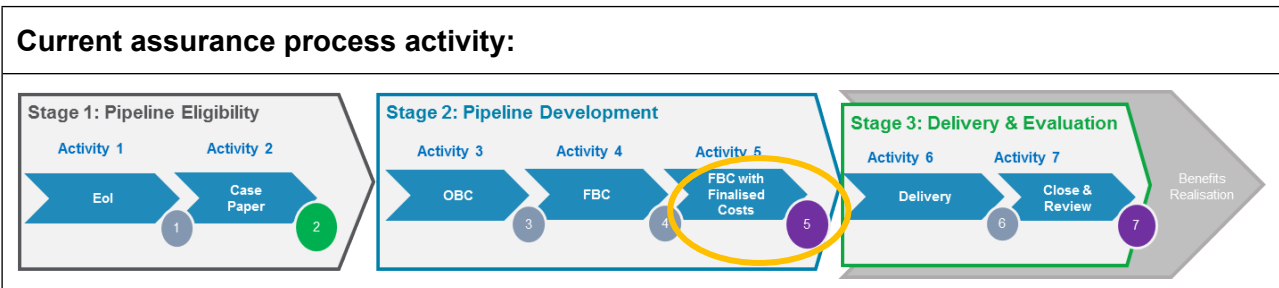 Current assurance process activity:
Stage 1: Pipeline Eligibility
Activity 1
Activity 2
EoI
Case
Paper
1
2
Stage 2: Pipeline Development
Activity 3
Activity 4
Activity 5
OBC
FBC
FBC with
Finalised
Costs
3
4
5
Stage 3: Delivery & Evaluation
Activity 6
Activity 7
Delivery
Close &
Review
6
7
Benefits
Realisation